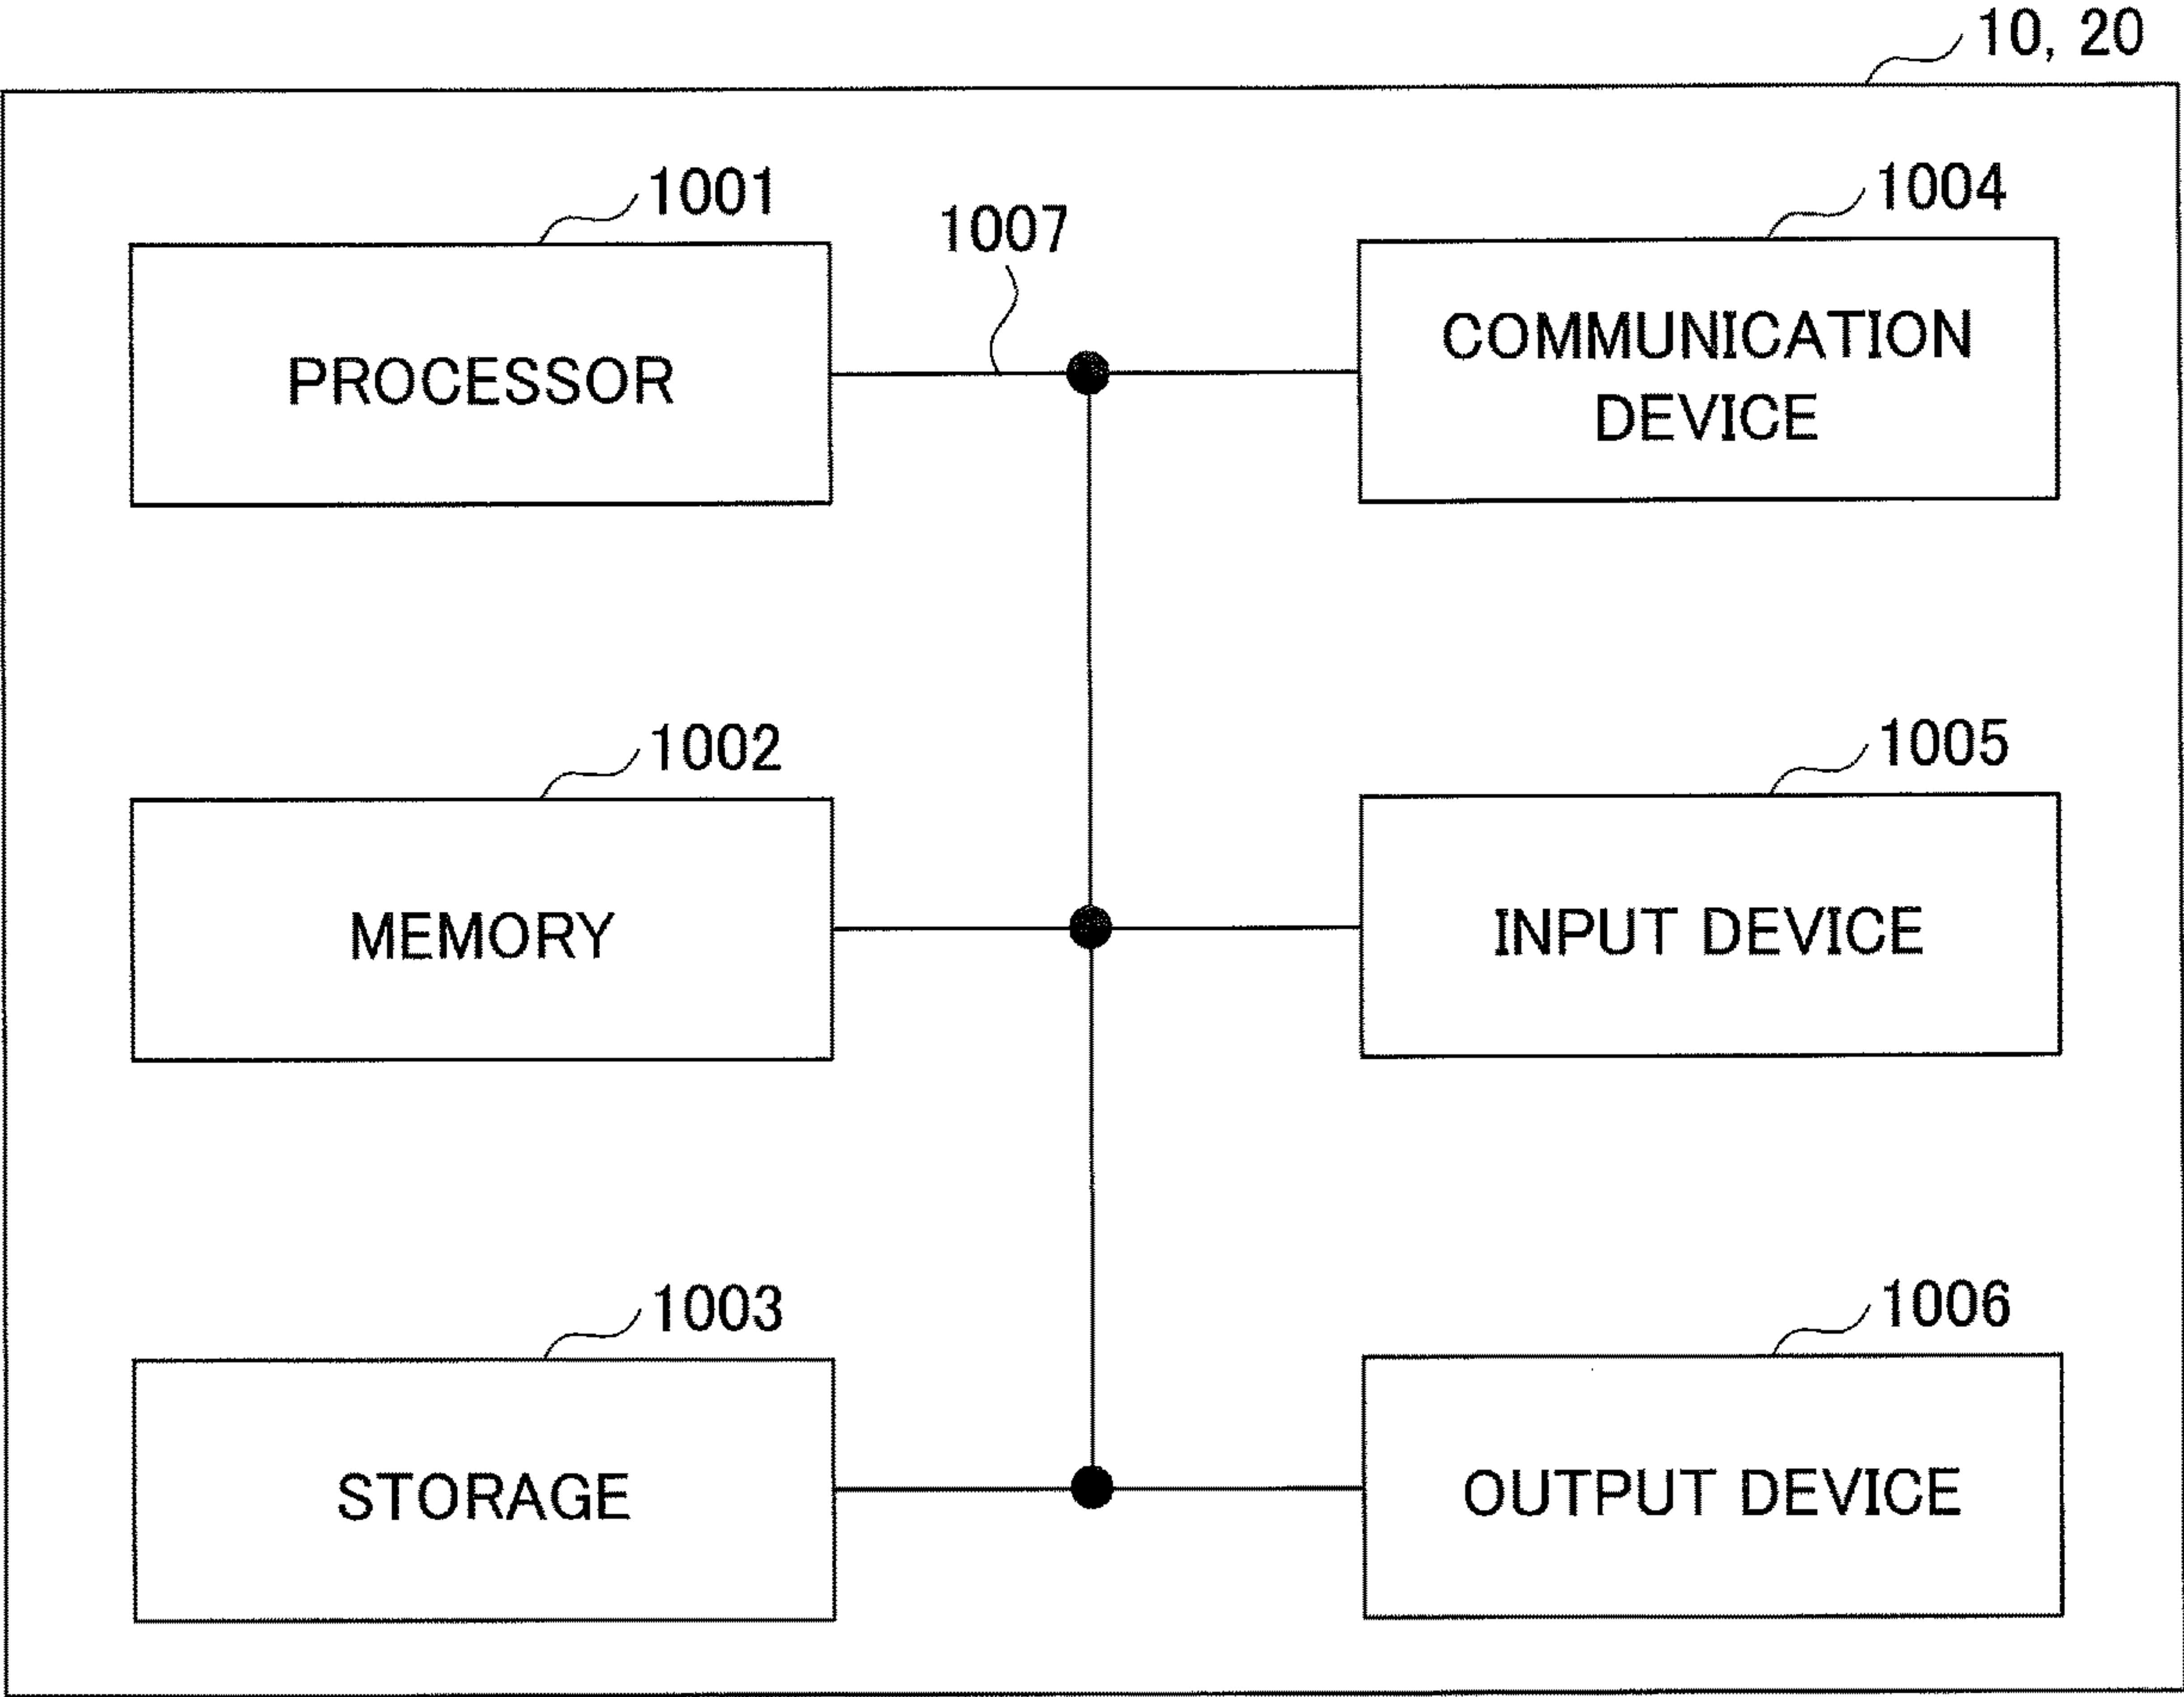 10, 20
1001
PROCESSOR
1007
1004
COMMUNICATION
DEVICE
1002
MEMORY
1005
INPUT DEVICE
1003
STORAGE
1006
OUTPUT DEVICE